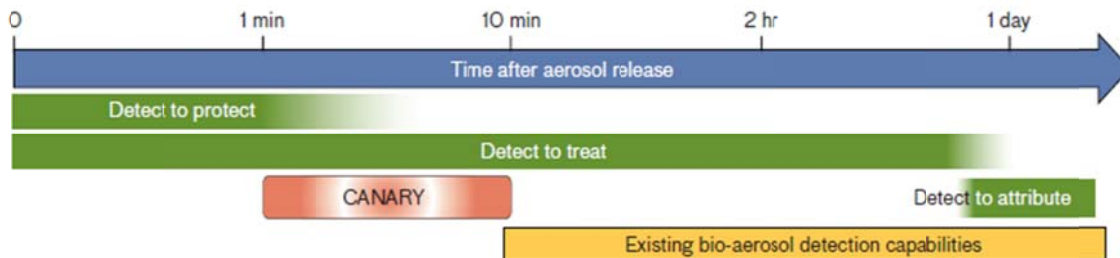 0 1 min 10 min 2 hr 1 day
Time after aerosol release
Detect to protect
Detect to treat
CANARY Detect to attribute
Existing bio-aerosol detection capabilities